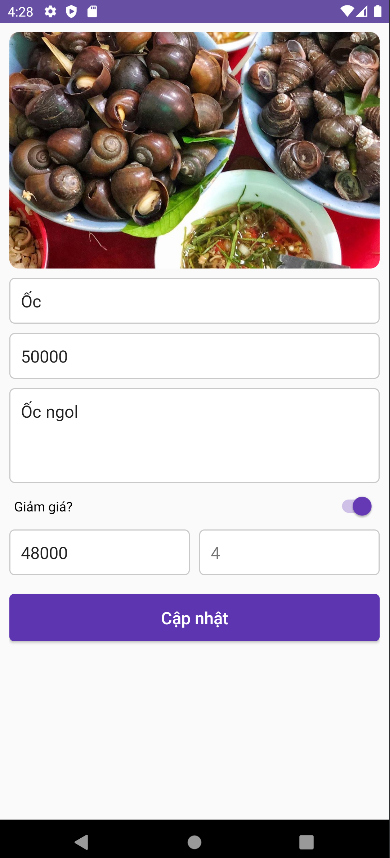 4:28
Ốc
50000
Ốc ngol
Giảm giá?
48000
4
Cập nhật